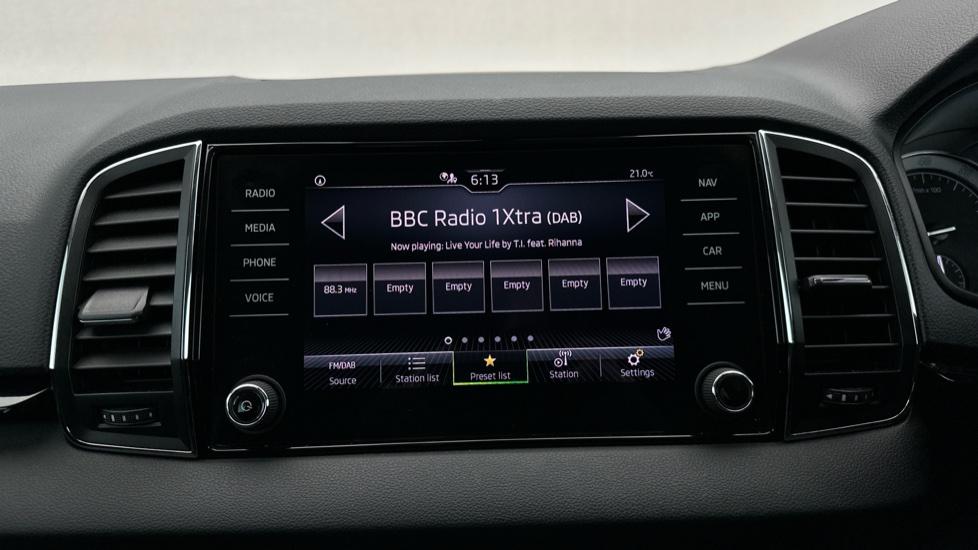 6:13
21.0°C
BBC Radio 1Xtra (DAB)
Now playing: Live Your Life by T.I. feat. Rihanna
88.3 MHz
Empty
Empty
Empty
Empty
Empty
FM/DAB
Source
Station list
Preset list
Station
Settings
RADIO
MEDIA
PHONE
VOICE
NAV
APP
CAR
MENU